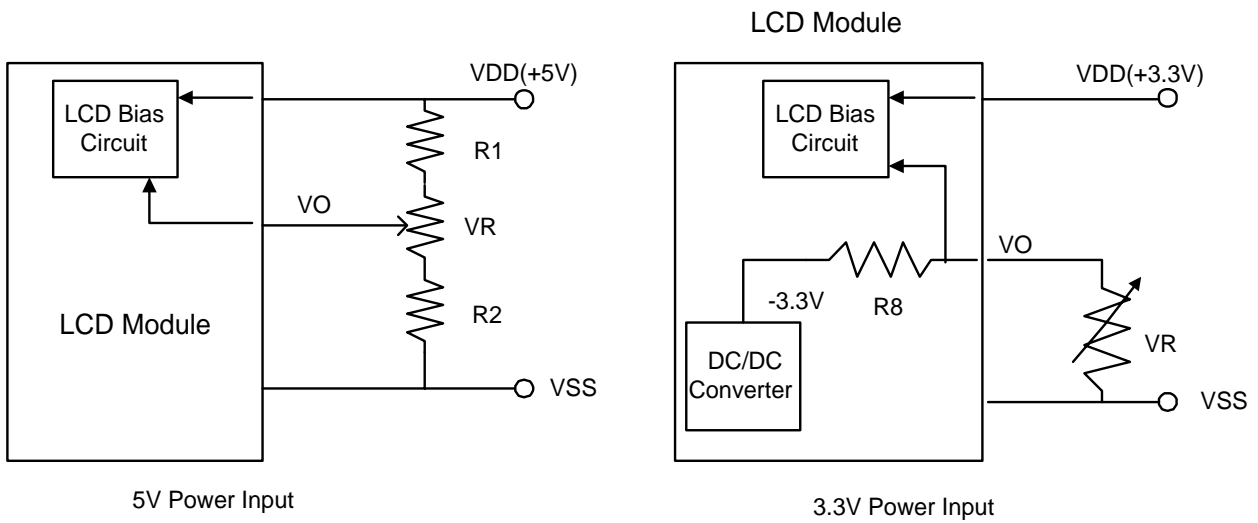 LCD Module
VDD(+5V)
LCD Bias
Circuit
R1
VO
VR
LCD Module
R2
VSS
5V Power Input
VDD(+3.3V)
LCD Bias
Circuit
VO
-3.3V
R8
VR
DC/DC
Converter
VSS
3.3V Power Input